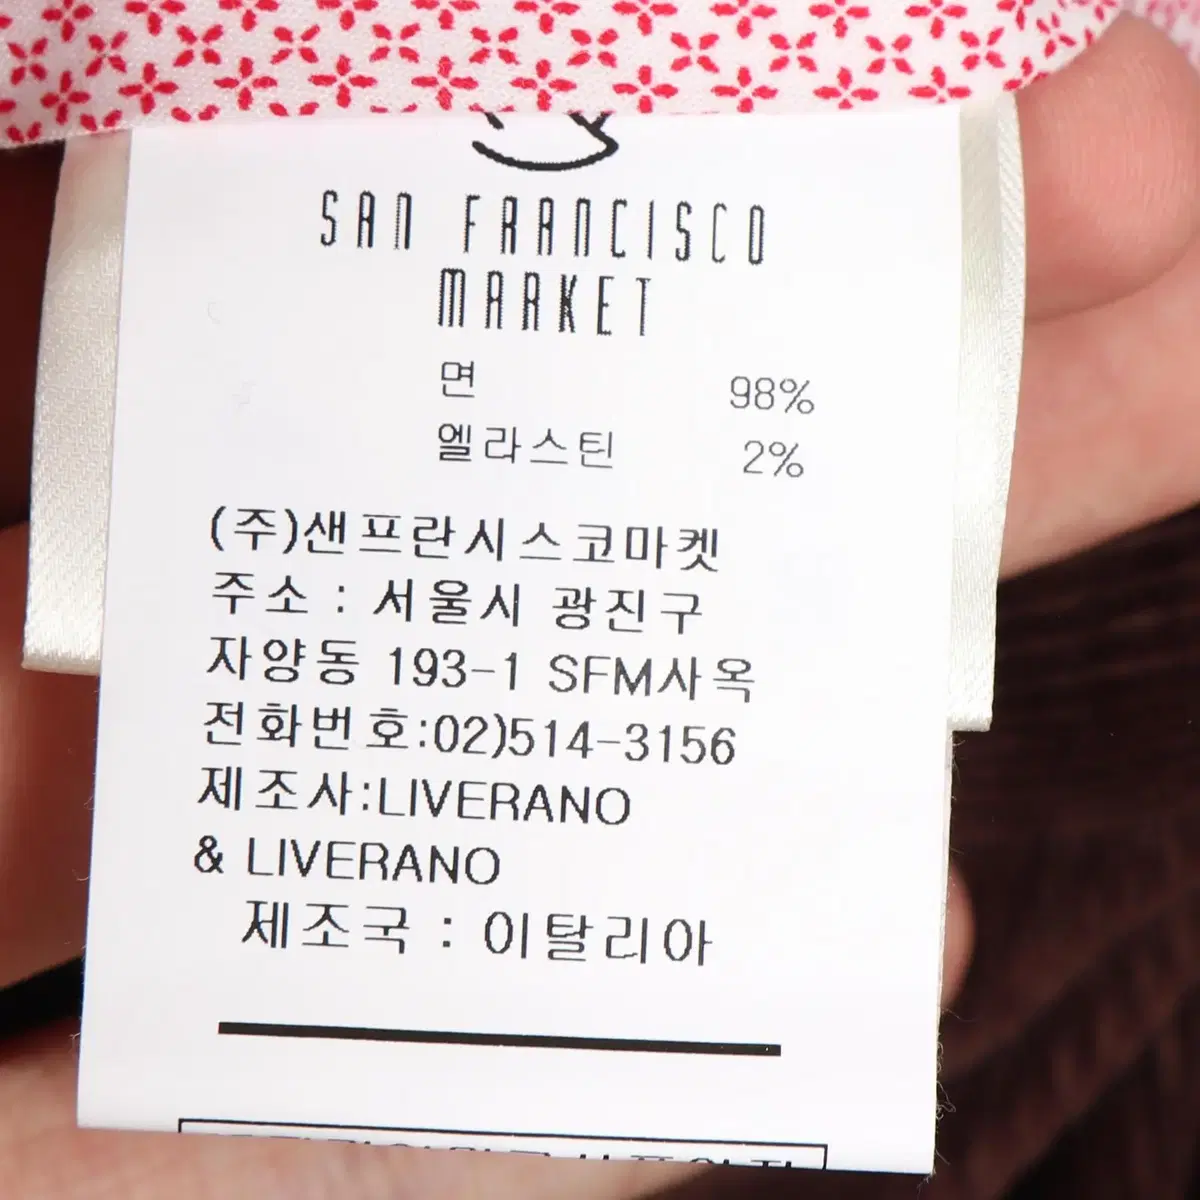 SAN FRANCISCO
MARKET
면 98%
엘라스틴 2%
(주)샌프란시스코마켓
주소 : 서울시 광진구
자양동 193-1 SFM사옥
전화번호:02)514-3156
제조사:LIVERANO
& LIVERANO
제조국 : 이탈리아